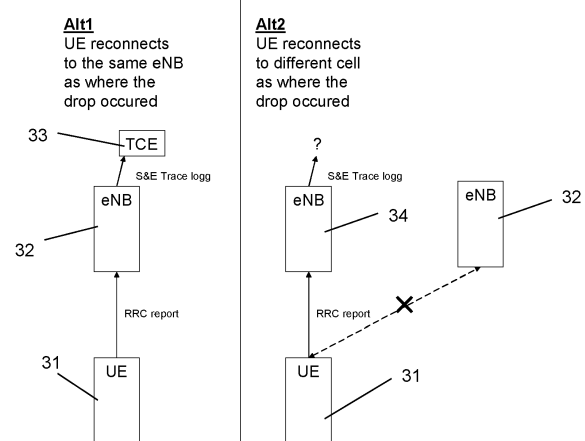 Alt1
UE reconnects
to the same eNB
as where the
drop occured
33
TCE
S&E Trace logg
eNB
32
RRC report
31
UE
Alt2
UE reconnects
to different cell
as where the
drop occured
?
S&E Trace logg
eNB
34
eNB
32
RRC report
UE
31